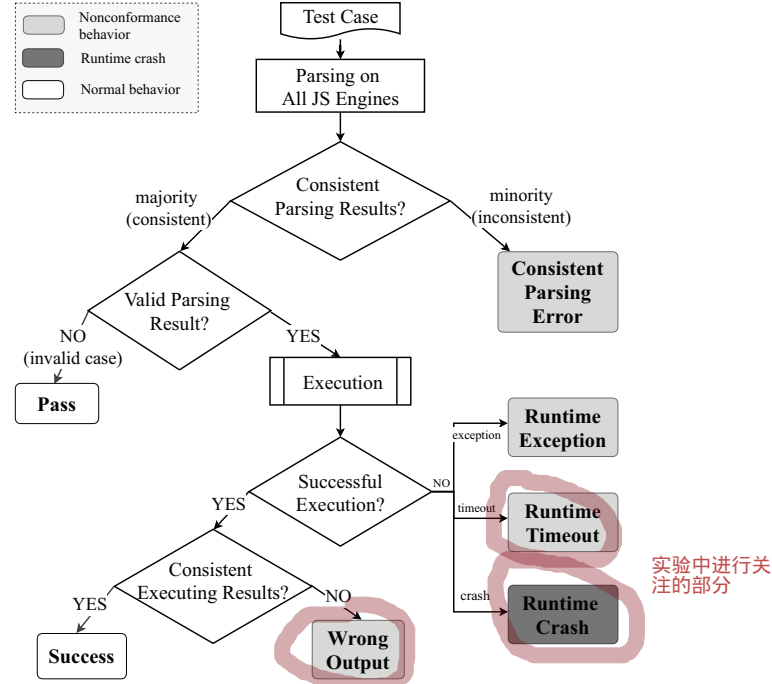 Nonconformance
behavior
Runtime crash
Normal behavior
Test Case
Parsing on
All JS Engines
Consistent
Parsing Results?
majority
(consistent)
minority
(inconsistent)
Consistent
Parsing
Error
Valid Parsing
Result?
NO
(invalid case)
YES
Pass
Execution
Runtime
Exception
exception
Successful
Execution?
NO
YES
timeout
Runtime
Timeout
实验中进行关
注的部分
Consistent
Executing Results?
crash
Runtime
Crash
YES
NO
Success
Wrong
Output